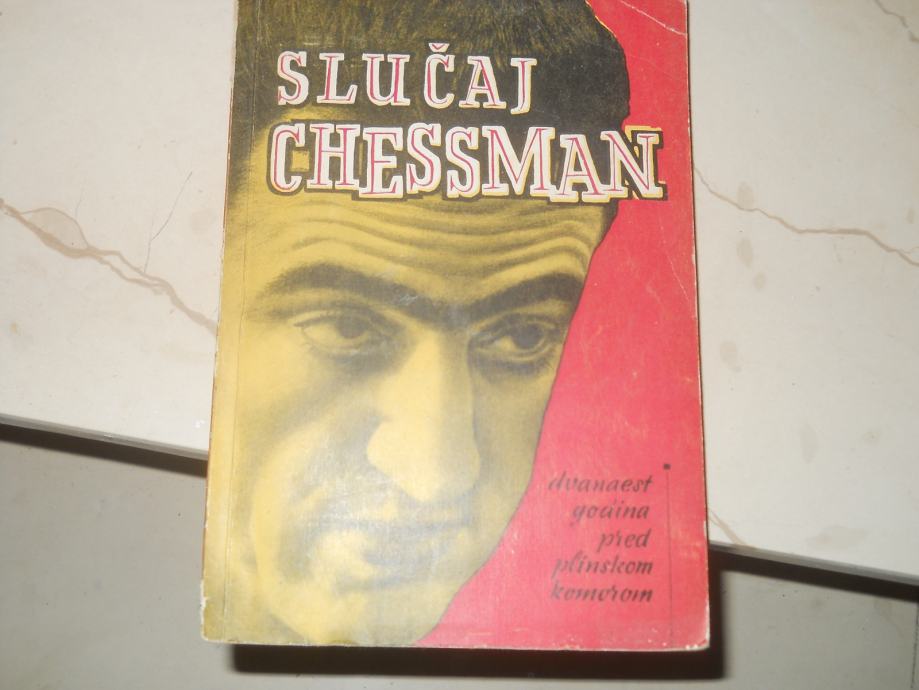 SLUČAJ
CHESSMAN
dvanaest
godina
pred
plinskom
komorom